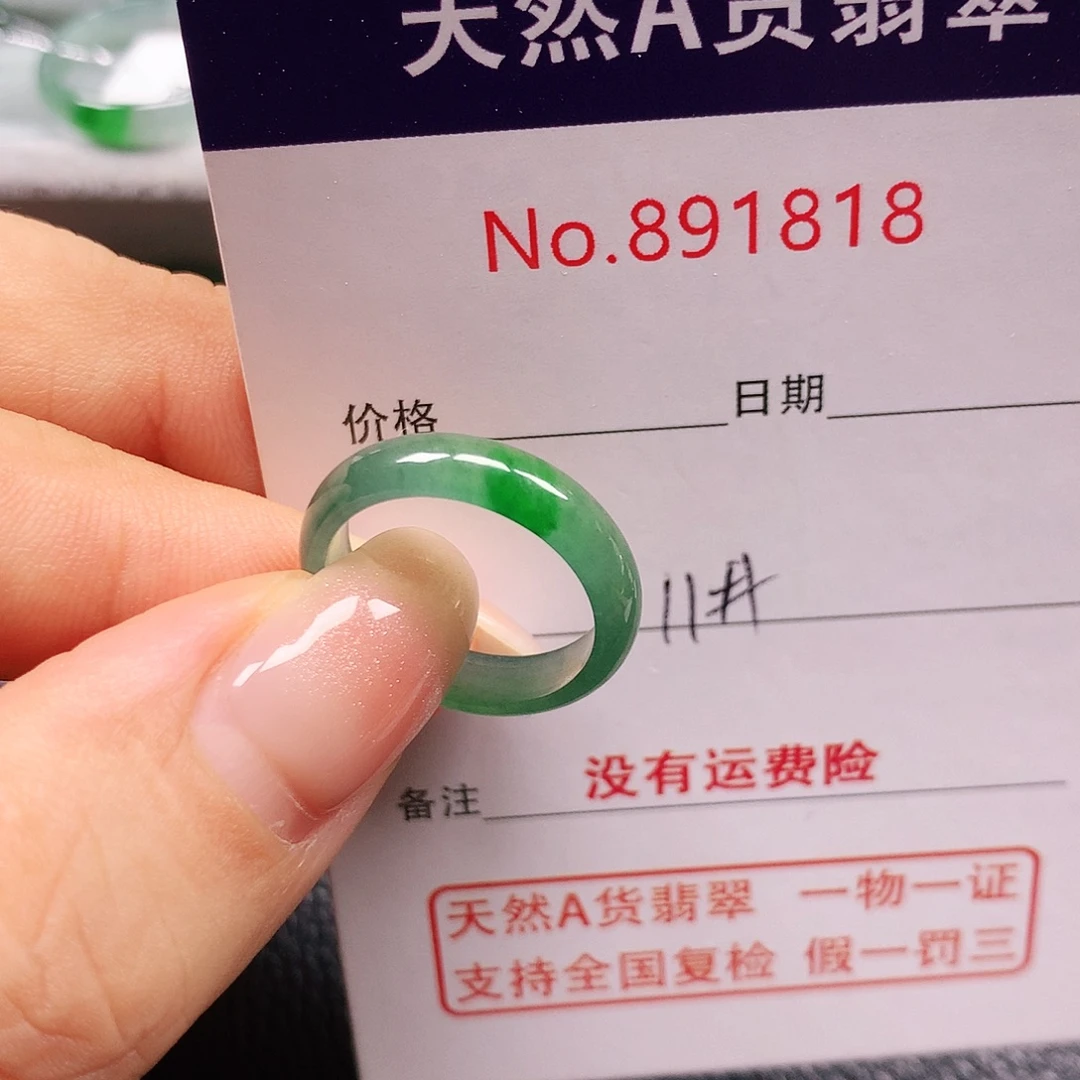 天然A货翡翠
No.891818
价格 日期
11#
备注 没有运费险
天然A货翡翠 一物一证
支持全国复检 假一罚三